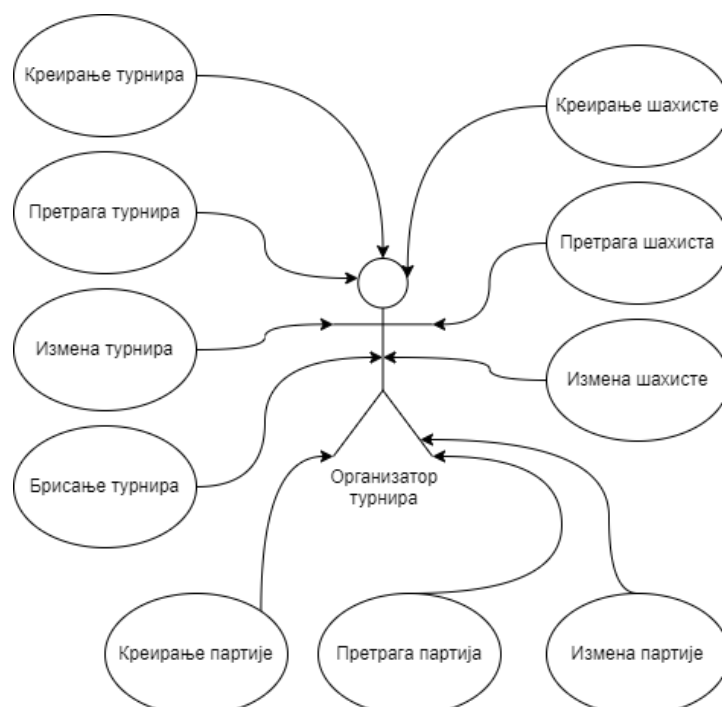 Креирање турнира
Креирање шахисте
Претрага турнира
Претрага шахиста
Измена турнира
Измена шахисте
Брисање турнира
Организатор
турнира
Креирање партије
Претрага партија
Измена партије